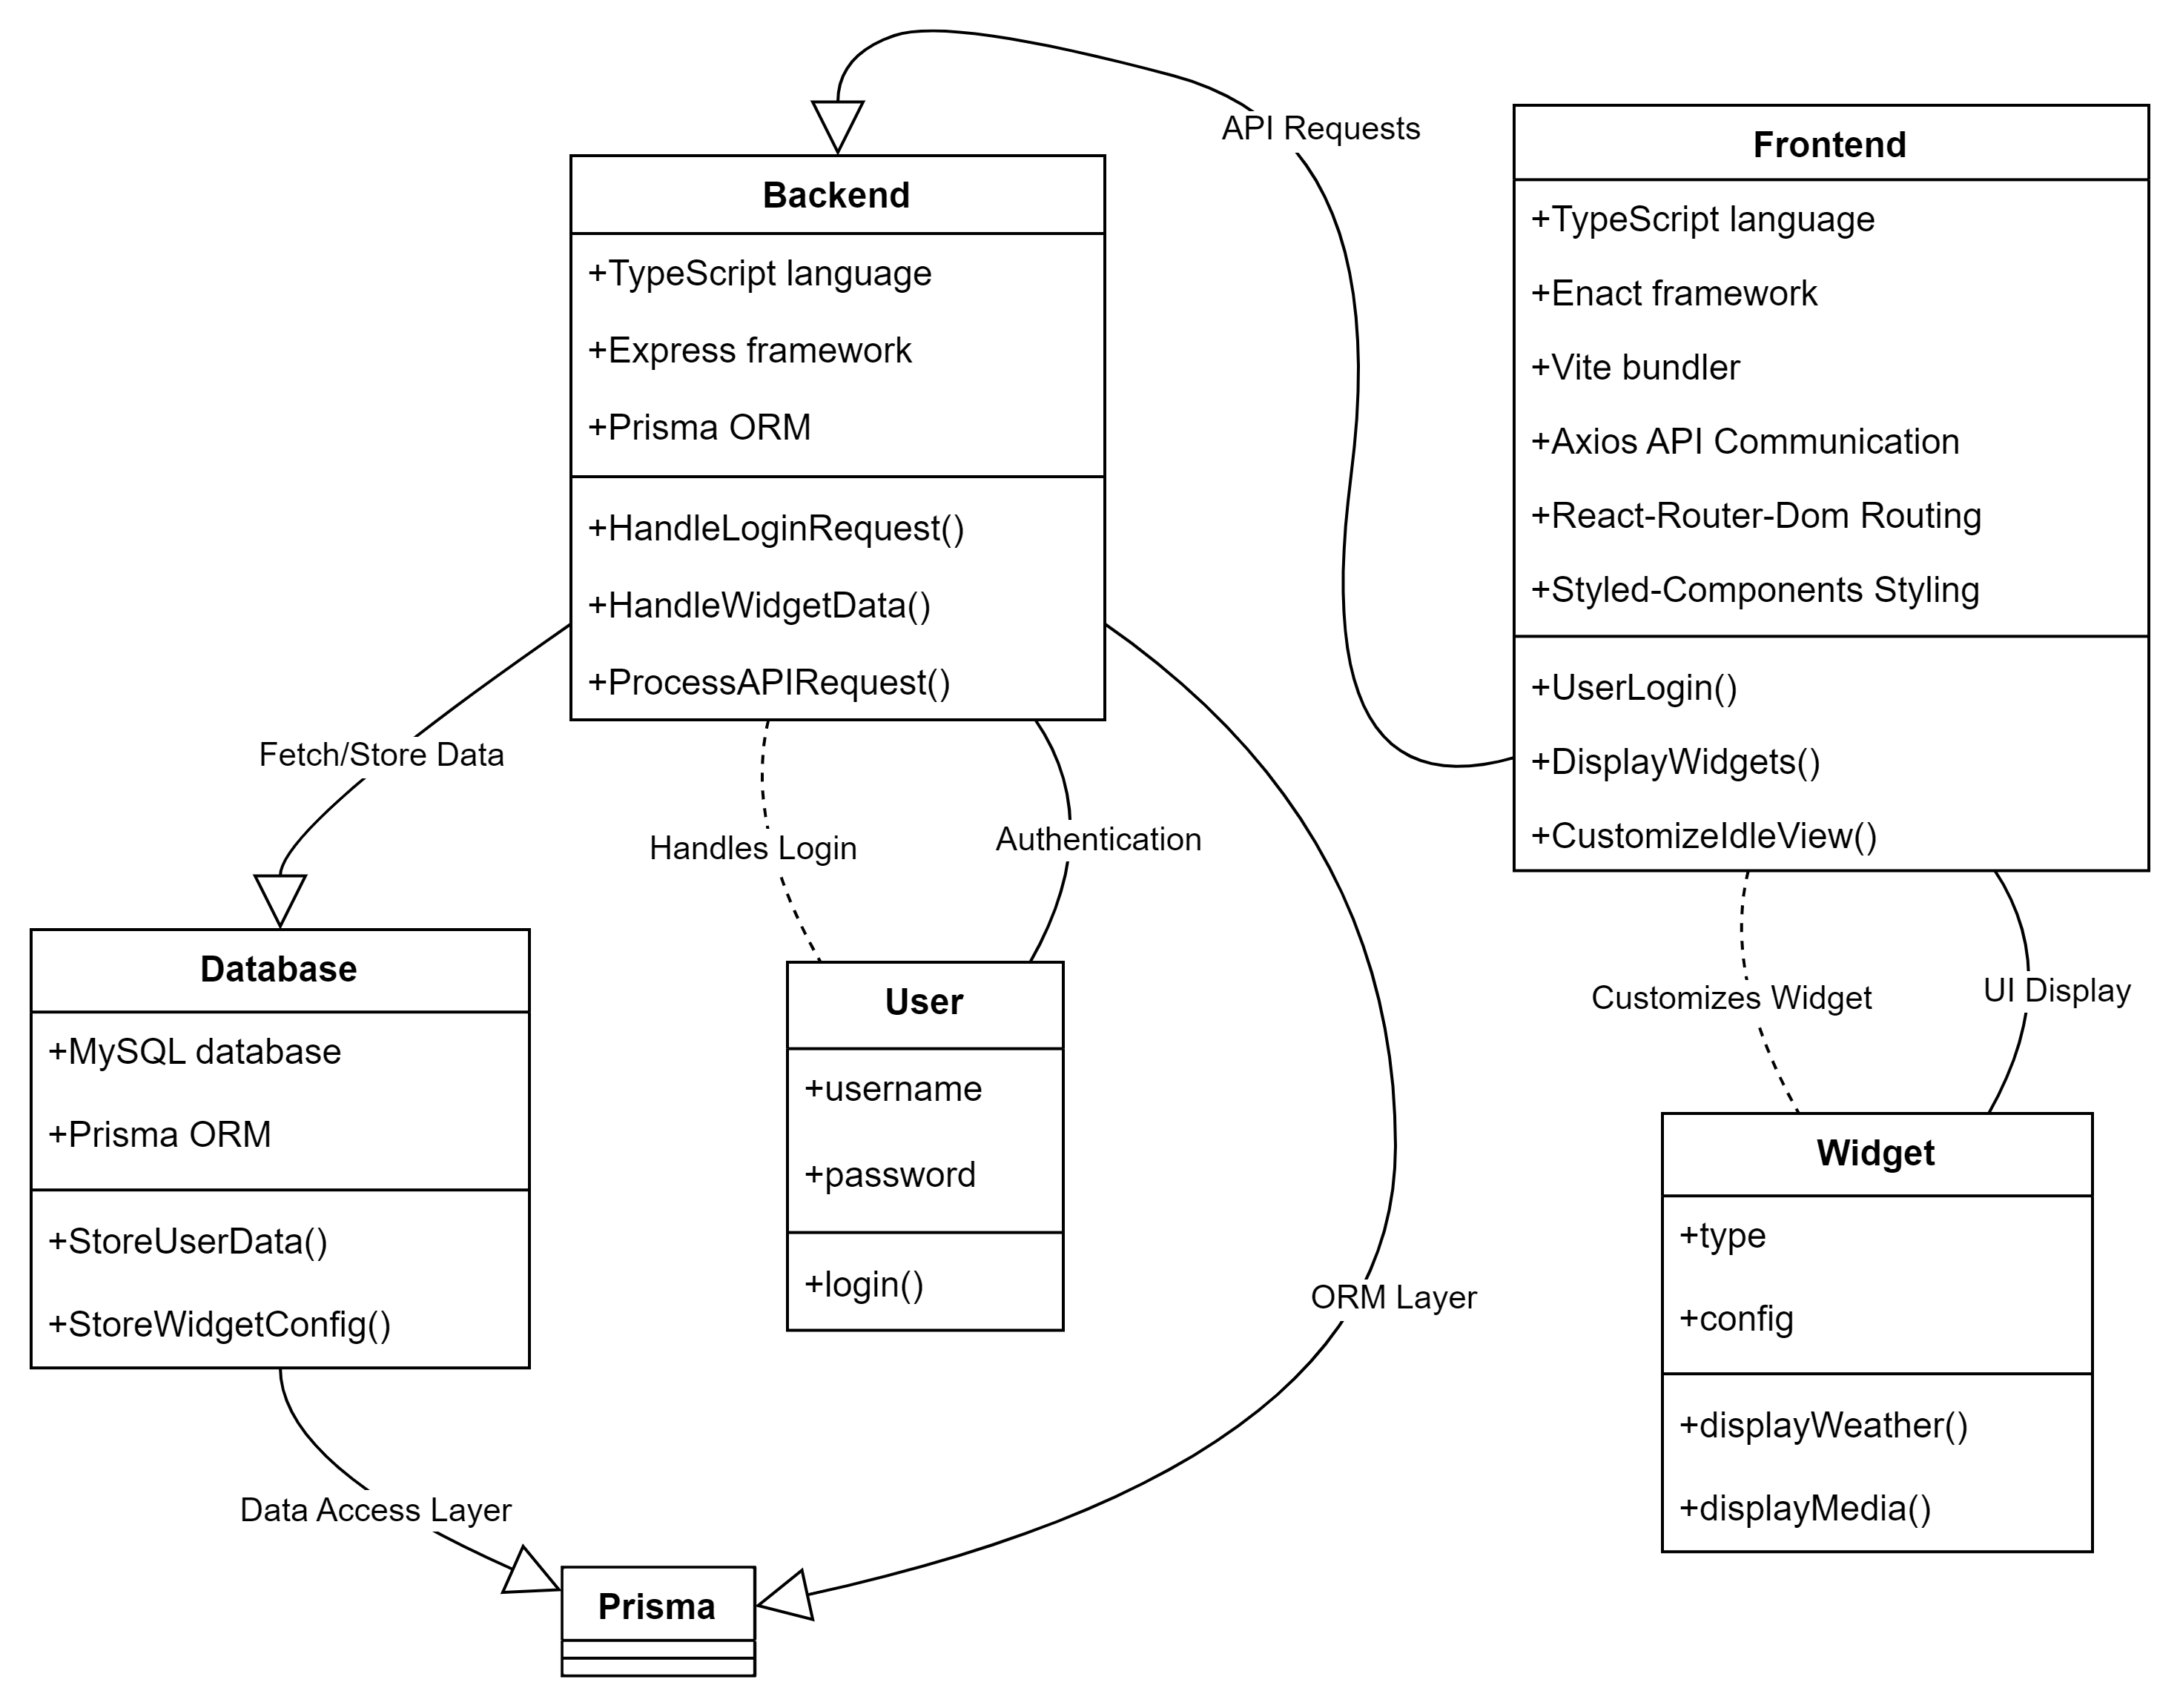 API Requests
Backend
+TypeScript language
+Express framework
+Prisma ORM
+HandleLoginRequest()
+HandleWidgetData()
+ProcessAPIRequest()
Frontend
+TypeScript language
+Enact framework
+Vite bundler
+Axios API Communication
+React-Router-Dom Routing
+Styled-Components Styling
+UserLogin()
+DisplayWidgets()
+CustomizeIdleView()
Fetch/Store Data
Handles Login
Authentication
Customizes Widget
UI Display
Database
+MySQL database
+Prisma ORM
+StoreUserData()
+StoreWidgetConfig()
User
+username
+password
+login()
ORM Layer
Widget
+type
+config
+displayWeather()
+displayMedia()
Data Access Layer
Prisma